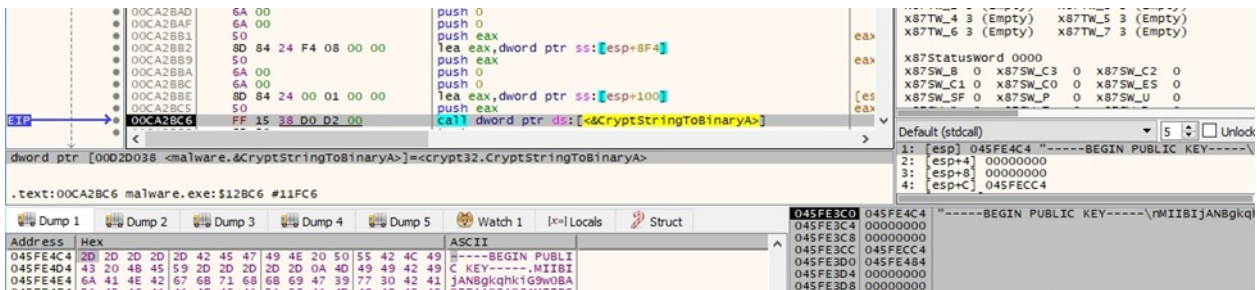 00CA2BAD 6A 00 push 0
00CA2BAF 6A 00 push 0
00CA2BB1 50 push eax eax
00CA2BB2 8D 84 24 F4 08 00 00 lea eax,dword ptr ss:[esp+8F4]
00CA2BB9 50 push eax eax
00CA2BBA 6A 00 push 0
00CA2BBC 6A 00 push 0
00CA2BBE 8D 84 24 00 01 00 00 lea eax,dword ptr ss:[esp+100] [es
00CA2BC5 50 push eax eax
EIP 00CA2BC6 FF 15 38 D0 D2 00 call dword ptr ds:[<&CryptStringToBinaryA>]
dword ptr [00D2D038 <malware.&CryptStringToBinaryA>]=<crypt32.CryptStringToBinaryA>
.text:00CA2BC6 malware.exe:$12BC6 #11FC6
x87TW_4 3 (Empty) x87TW_5 3 (Empty)
x87TW_6 3 (Empty) x87TW_7 3 (Empty)
x87StatusWord 0000
x87SW_B 0 x87SW_C3 0 x87SW_C2 0
x87SW_C1 0 x87SW_C0 0 x87SW_ES 0
x87SW_SF 0 x87SW_P 0 x87SW_U 0
Default (stdcall) 5 Unlock
1: [esp] 045FE4C4 "-----BEGIN PUBLIC KEY-----\
2: [esp+4] 00000000
3: [esp+8] 00000000
4: [esp+C] 045FECC4
Dump 1 Dump 2 Dump 3 Dump 4 Dump 5 Watch 1 [x=] Locals Struct
Address Hex ASCII
045FE4C4 2D 2D 2D 2D 2D 42 45 47 49 4E 20 50 55 42 4C 49 -----BEGIN PUBLI
045FE4D4 43 20 4B 45 59 2D 2D 2D 2D 2D 0A 4D 49 49 42 49 C KEY-----.MIIBI
045FE4E4 6A 41 4E 42 67 6B 71 68 6B 69 47 39 77 30 42 41 jANBgkqhkiG9w0BA
045FE3C0 045FE4C4 "-----BEGIN PUBLIC KEY-----\nMIIBIjANBgkqh
045FE3C4 00000000
045FE3C8 00000000
045FE3CC 045FECC4
045FE3D0 045FE484
045FE3D4 00000000
045FE3D8 00000000